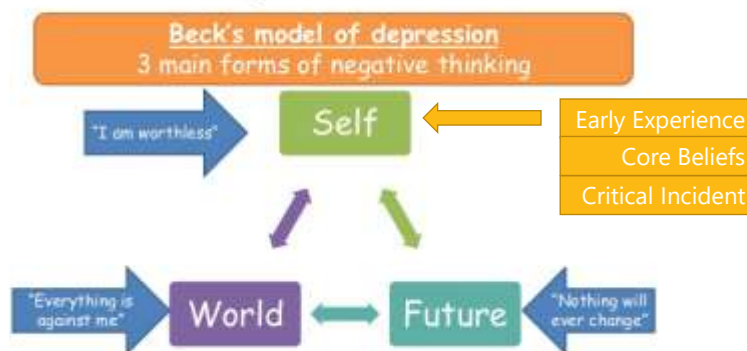 Beck's model of depression
3 main forms of negative thinking
"I am worthless"
Self
Early Experience
Core Beliefs
Critical Incident
"Everything is
against me"
World
Future
"Nothing will
ever change"